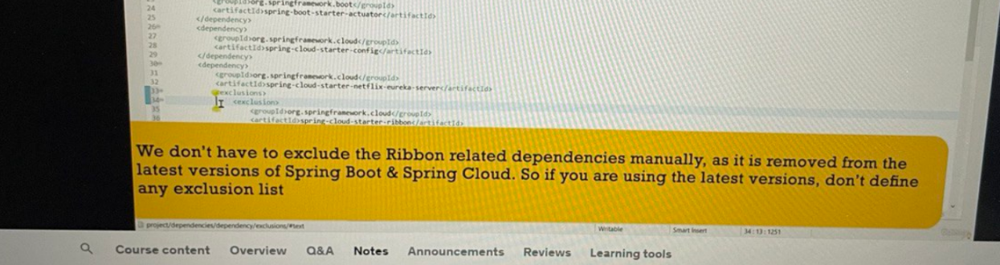 24 <groupId>org.springframework.boot</groupId>
25 <artifactId>spring-boot-starter-actuator</artifactId>
</dependency>
26 <dependency>
27 <groupId>org.springframework.cloud</groupId>
28 <artifactId>spring-cloud-starter-config</artifactId>
29 </dependency>
30 <dependency>
31 <groupId>org.springframework.cloud</groupId>
32 <artifactId>spring-cloud-starter-netflix-eureka-server</artifactId>
33 <exclusions>
34 <exclusion>
35 <groupId>org.springframework.cloud</groupId>
36 <artifactId>spring-cloud-starter-ribbon</artifactId>
We don't have to exclude the Ribbon related dependencies manually, as it is removed from the
latest versions of Spring Boot & Spring Cloud. So if you are using the latest versions, don't define
any exclusion list
project/dependencies/dependency/exclusions/#text Writable Smart Insert 34:13:1251
Course content Overview Q&A Notes Announcements Reviews Learning tools